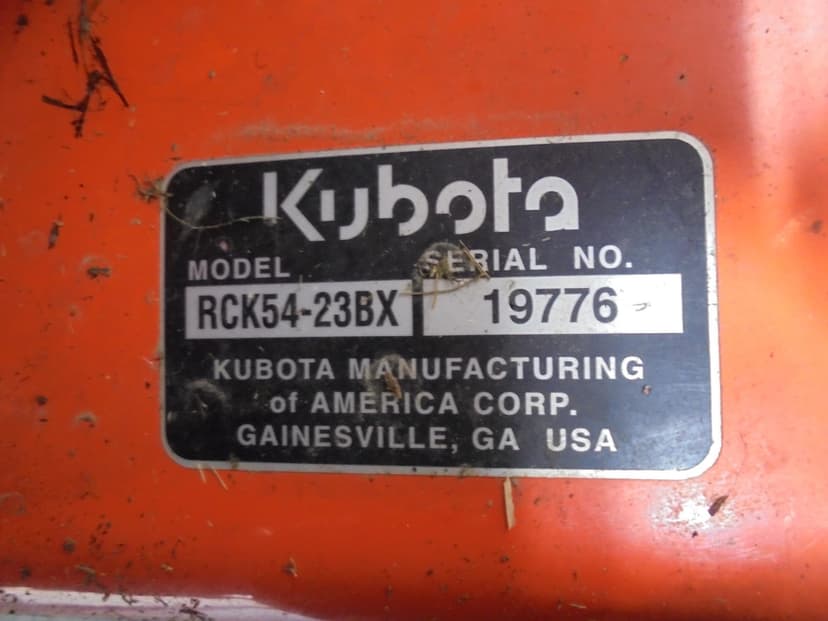 Kubota
MODEL SERIAL NO.
RCK54-23BX 19776
KUBOTA MANUFACTURING
of AMERICA CORP.
GAINESVILLE, GA USA